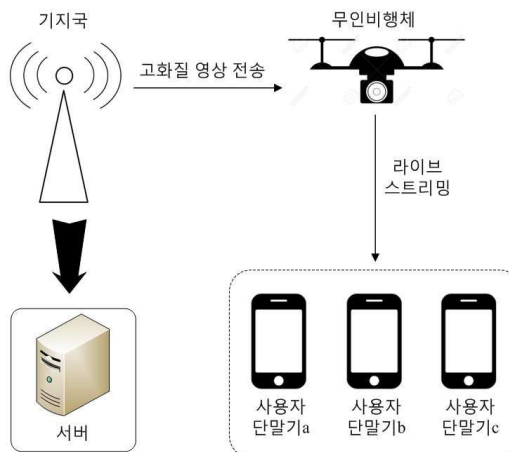 기지국
무인비행체
고화질 영상 전송
라이브
스트리밍
서버
사용자
단말기a
사용자
단말기b
사용자
단말기c